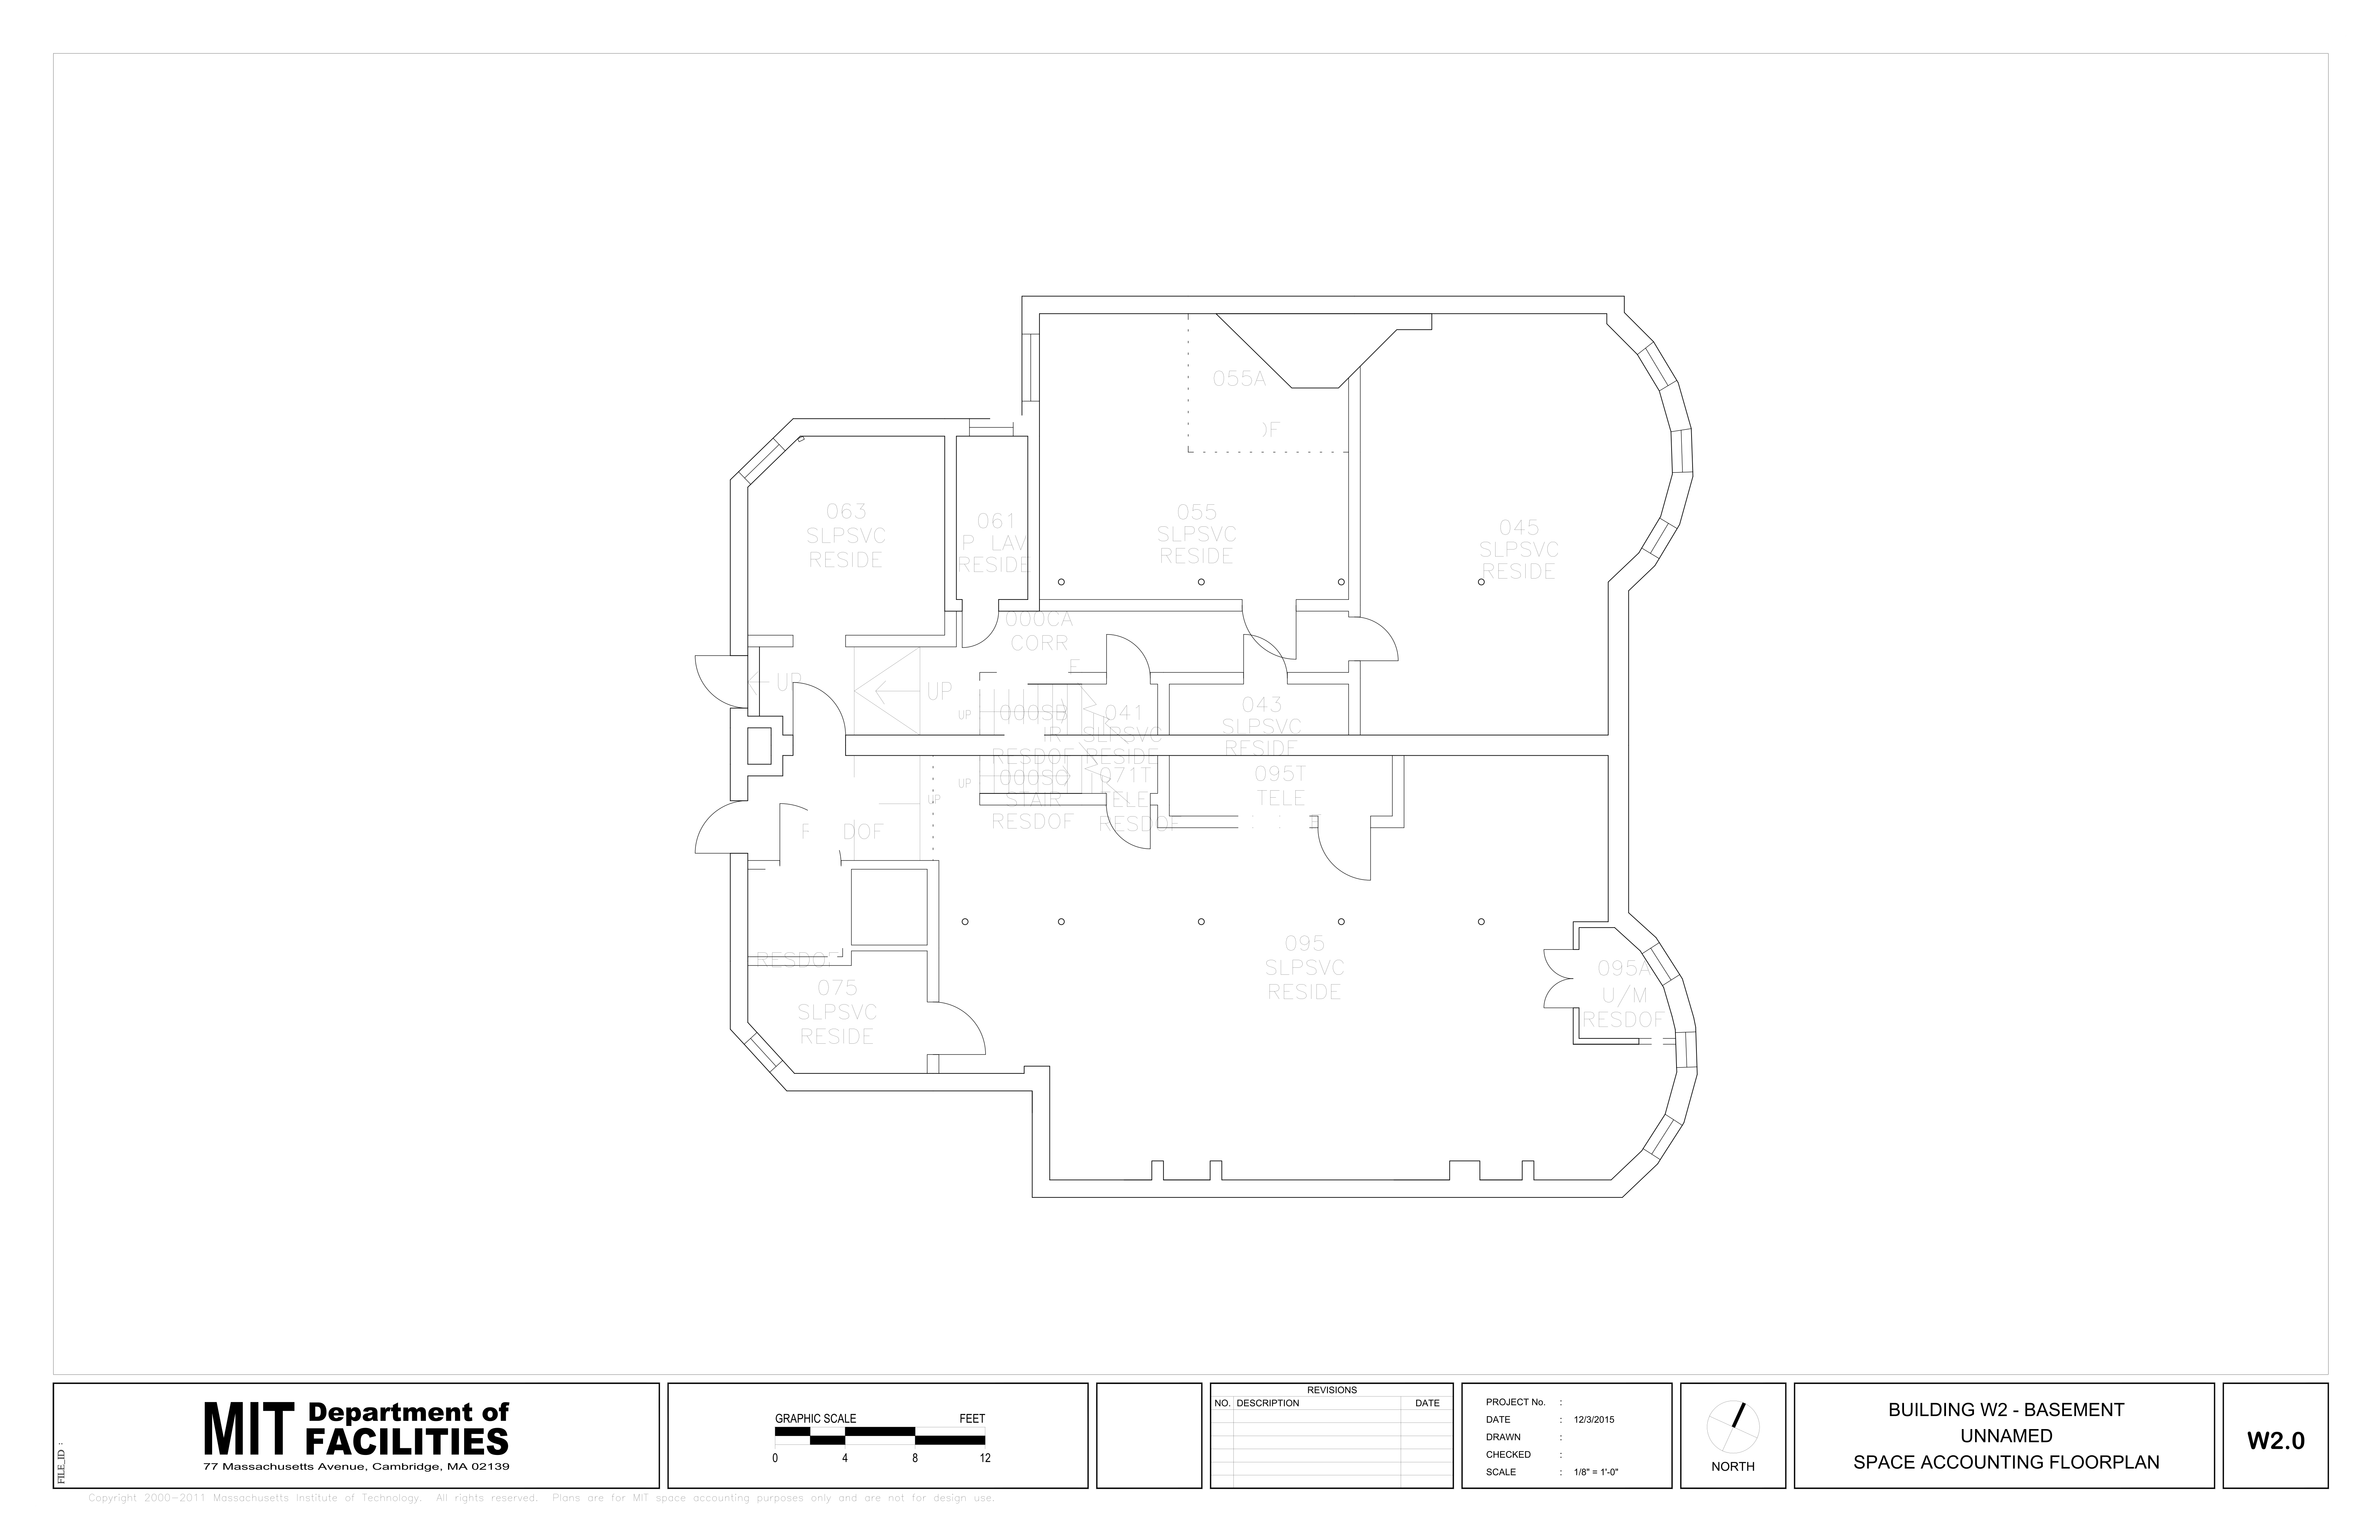 055A
063
SLPSVC
RESIDE
061
P LAV
RESIDE
055
SLPSVC
RESIDE
045
SLPSVC
RESIDE
000CA
CORR
UP
UP
UP
000SB
RESDOF
041
SLPSVC
RESIDE
043
SLPSVC
RESIDE
UP
UP
STAIR
RESDOF
071T
TELE
RESDOF
095T
TELE
RESDOF
075
SLPSVC
RESIDE
095
SLPSVC
RESIDE
095A
U/M
RESDOF
FILE_ID :
MIT Department of
FACILITIES
77 Massachusetts Avenue, Cambridge, MA 02139
GRAPHIC SCALE FEET
0 4 8 12
REVISIONS
NO. DESCRIPTION DATE
PROJECT No. :
DATE : 12/3/2015
DRAWN :
CHECKED :
SCALE : 1/8" = 1'-0"
NORTH
BUILDING W2 - BASEMENT
UNNAMED
SPACE ACCOUNTING FLOORPLAN
W2.0
Copyright 2000-2011 Massachusetts Institute of Technology. All rights reserved. Plans are for MIT space accounting purposes only and are not for design use.